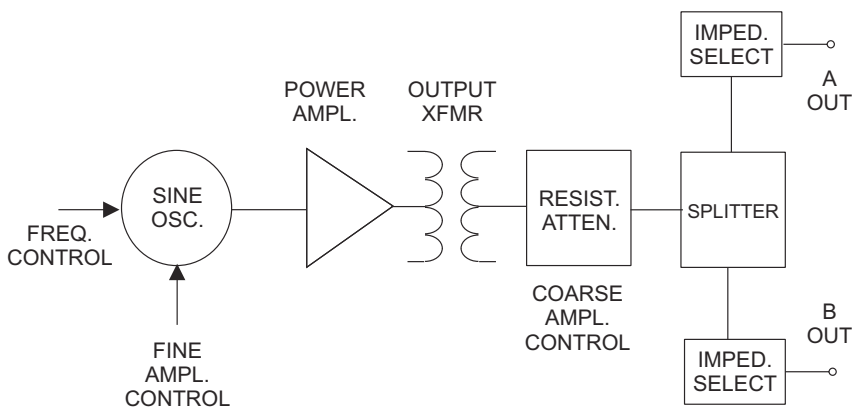 IMPED.
SELECT
A
OUT
POWER
AMPL.
OUTPUT
XFMR
SINE
OSC.
RESIST.
ATTEN.
SPLITTER
FREQ.
CONTROL
COARSE
AMPL.
CONTROL
B
OUT
FINE
AMPL.
CONTROL
IMPED.
SELECT